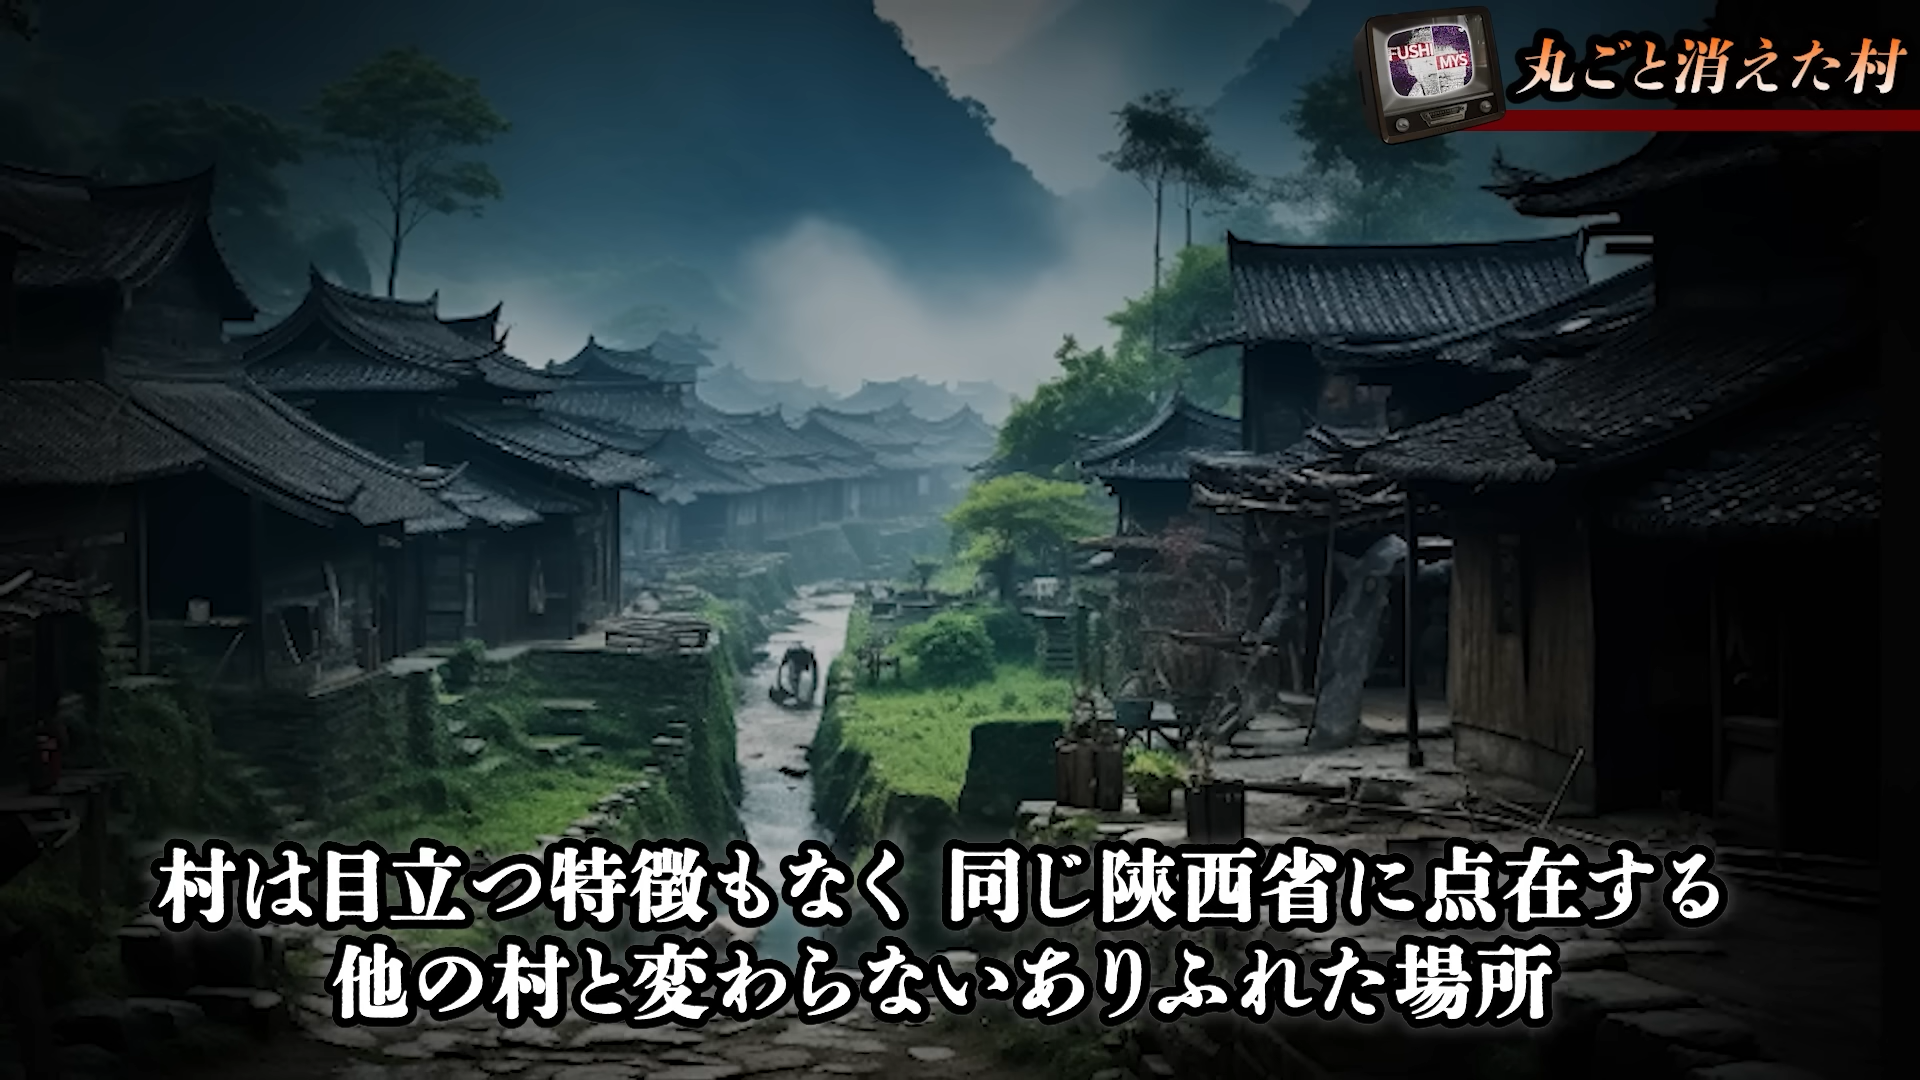 FUSHI
MYS
丸ごと消えた村
村は目立つ特徴もなく 同じ陝西省に点在する
他の村と変わらないありふれた場所